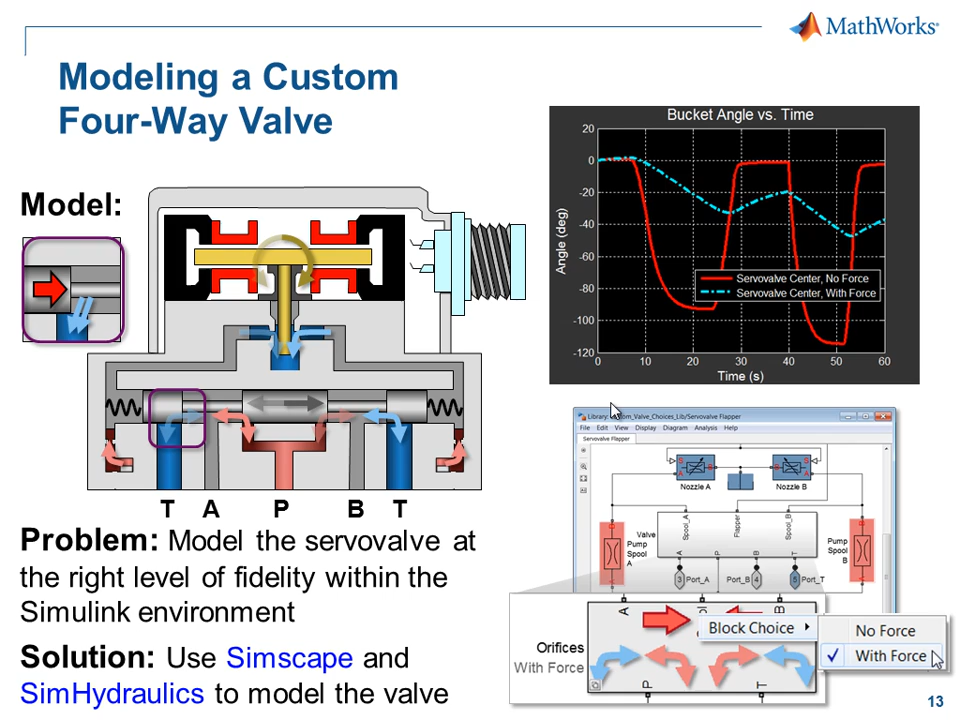 MathWorks®
Modeling a Custom
Four-Way Valve
Model:
T A P B T
Problem: Model the servovalve at
the right level of fidelity within the
Simulink environment
Solution: Use Simscape and
SimHydraulics to model the valve
Bucket Angle vs. Time
Angle (deg)
20
0
-20
-40
-60
-80
-100
-120
Servovalve Center, No Force
Servovalve Center, With Force
0 10 20 30 40 50 60
Time (s)
File Edit View Display Diagram Analysis Help
Servovalve Flapper
S
B
A
Nozzle A
S
B
A
Nozzle B
Valve
Pump
Spool
A
Spool_A
Flapper
Spool_B
A P B T
Pump
Spool
B
3 Port_A
Port_B 4
5 Port_T
Orifices
With Force
A
B
P
T
Block Choice
No Force
With Force
13